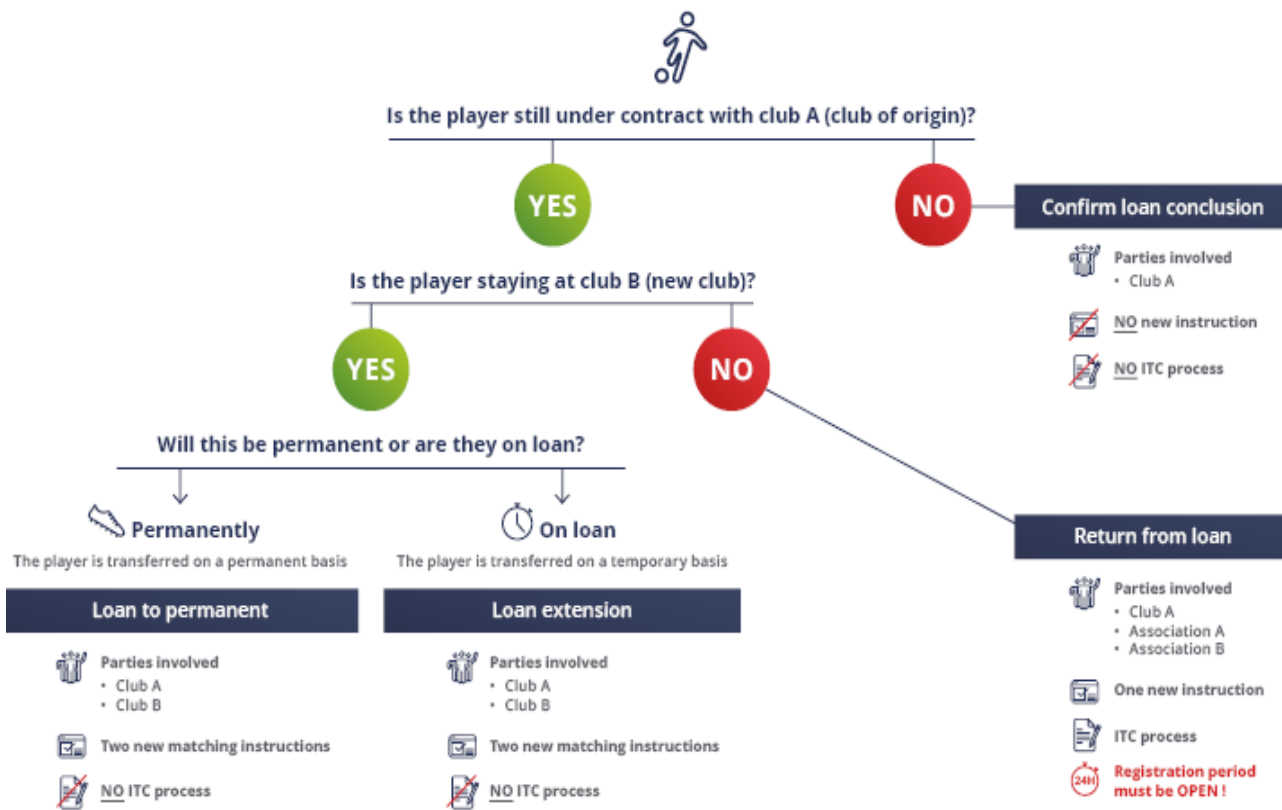 Is the player still under contract with club A (club of origin)?
YES
NO
Confirm loan conclusion
Parties involved
• Club A
NO new instruction
NO ITC process
Is the player staying at club B (new club)?
YES
NO
Will this be permanent or are they on loan?
Permanently
The player is transferred on a permanent basis
Loan to permanent
Parties involved
• Club A
• Club B
Two new matching instructions
NO ITC process
On loan
The player is transferred on a temporary basis
Loan extension
Parties involved
• Club A
• Club B
Two new matching instructions
NO ITC process
Return from loan
Parties involved
• Club A
• Association A
• Association B
One new instruction
ITC process
24H
Registration period
must be OPEN !